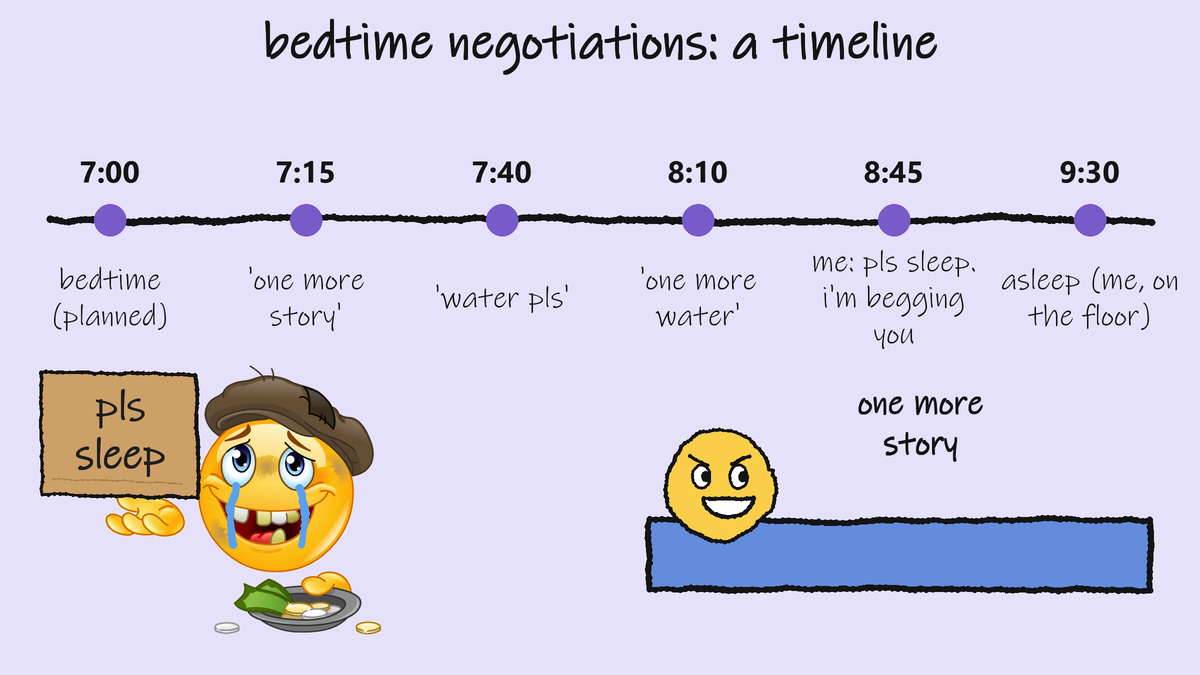 bedtime negotiations: a timeline
7:00
7:15
7:40
8:10
8:45
9:30
bedtime
(planned)
'one more
story'
'water pls'
'one more
water'
me: pls sleep.
i'm begging
you
asleep (me, on
the floor)
pls
sleep
one more
story